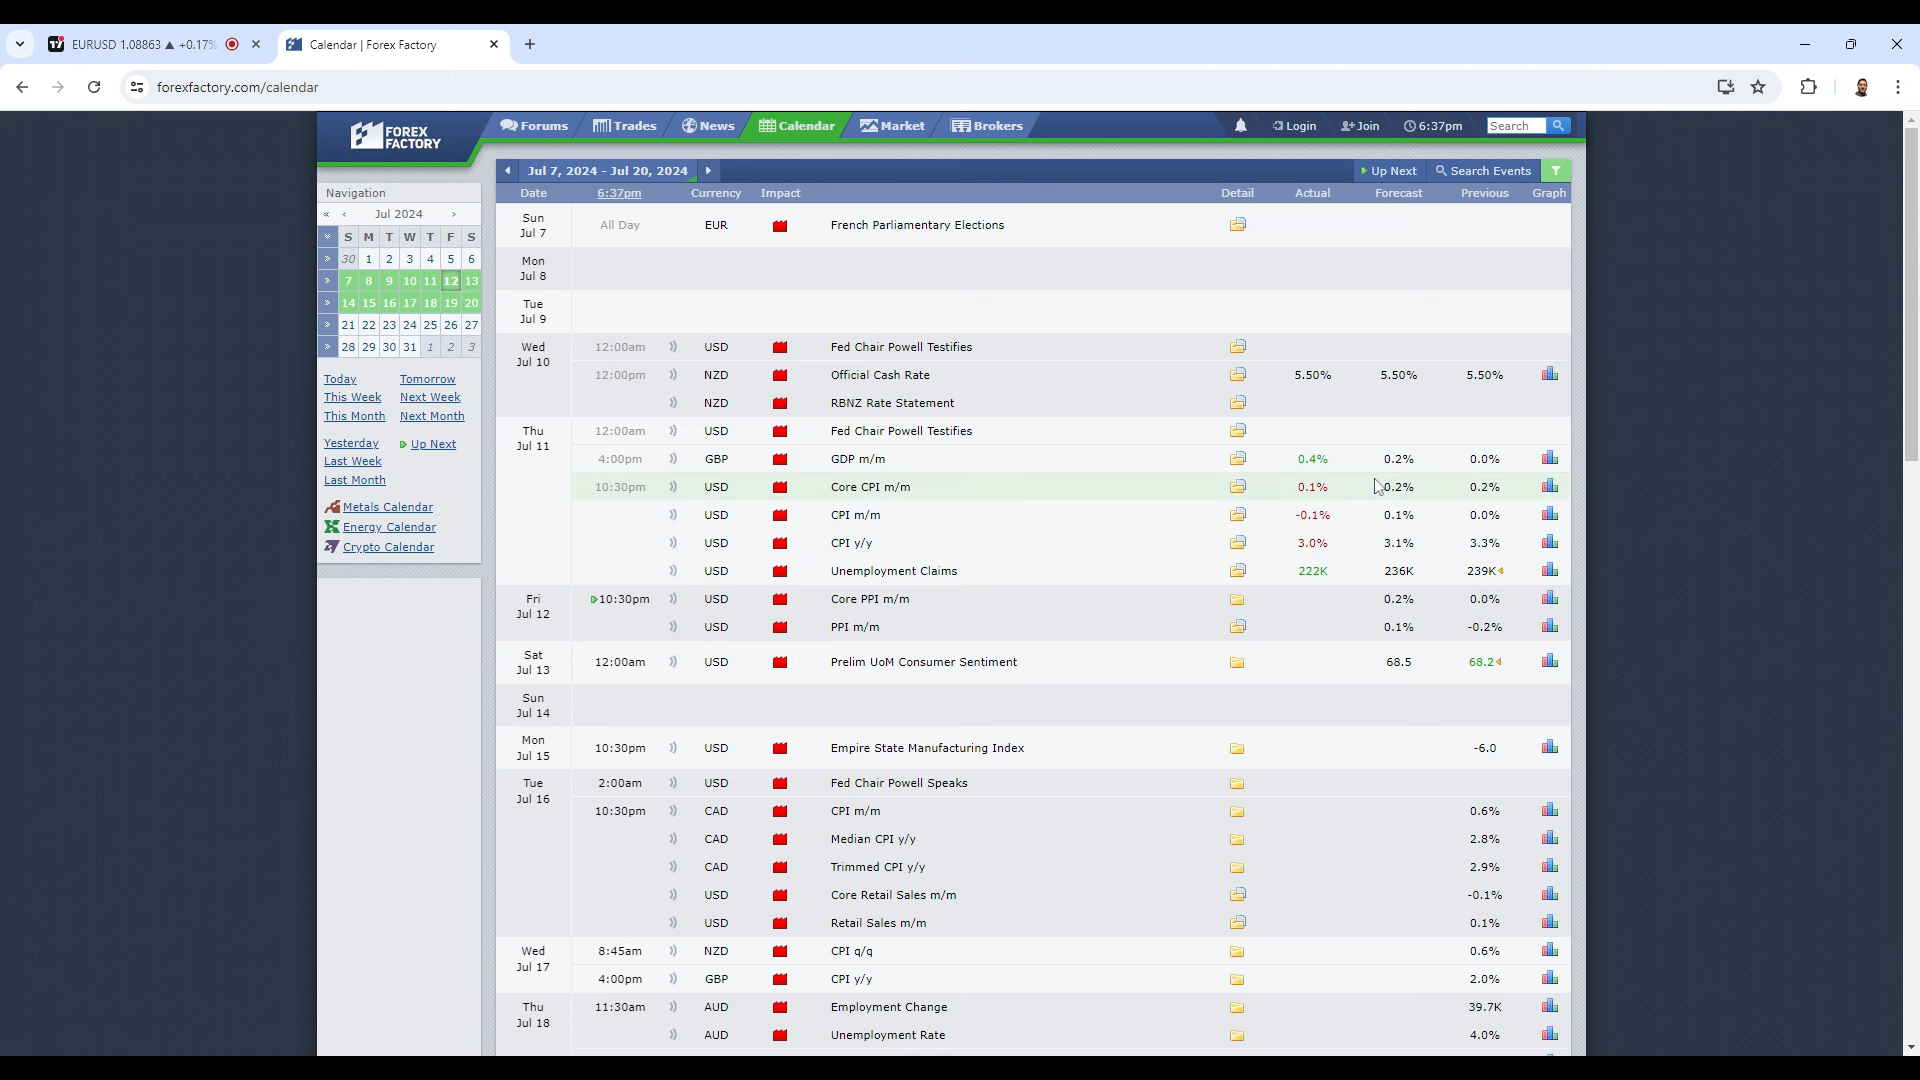 EURUSD 1.08863 ▲ +0.17%
Calendar | Forex Factory
forexfactory.com/calendar
FOREX
FACTORY
Forums Trades News Calendar Market Brokers Login Join 6:37pm Search
Jul 7, 2024 - Jul 20, 2024 Up Next Search Events
Date 6:37pm Currency Impact Detail Actual Forecast Previous Graph
Navigation
« ‹ Jul 2024 ›
S M T W T F S
30 1 2 3 4 5 6
7 8 9 10 11 12 13
14 15 16 17 18 19 20
21 22 23 24 25 26 27
28 29 30 31 1 2 3
Today Tomorrow
This Week Next Week
This Month Next Month
Yesterday Up Next
Last Week
Last Month
Metals Calendar
Energy Calendar
Crypto Calendar
Sun
Jul 7
All Day EUR French Parliamentary Elections
Mon
Jul 8
Tue
Jul 9
Wed
Jul 10
12:00am USD Fed Chair Powell Testifies
12:00pm NZD Official Cash Rate 5.50% 5.50% 5.50%
NZD RBNZ Rate Statement
Thu
Jul 11
12:00am USD Fed Chair Powell Testifies
4:00pm GBP GDP m/m 0.4% 0.2% 0.0%
10:30pm USD Core CPI m/m 0.1% 0.2% 0.2%
USD CPI m/m -0.1% 0.1% 0.0%
USD CPI y/y 3.0% 3.1% 3.3%
USD Unemployment Claims 222K 236K 239K
Fri
Jul 12
10:30pm USD Core PPI m/m 0.2% 0.0%
USD PPI m/m 0.1% -0.2%
Sat
Jul 13
12:00am USD Prelim UoM Consumer Sentiment 68.5 68.2
Sun
Jul 14
Mon
Jul 15
10:30pm USD Empire State Manufacturing Index -6.0
Tue
Jul 16
2:00am USD Fed Chair Powell Speaks
10:30pm CAD CPI m/m 0.6%
CAD Median CPI y/y 2.8%
CAD Trimmed CPI y/y 2.9%
USD Core Retail Sales m/m -0.1%
USD Retail Sales m/m 0.1%
Wed
Jul 17
8:45am NZD CPI q/q 0.6%
4:00pm GBP CPI y/y 2.0%
Thu
Jul 18
11:30am AUD Employment Change 39.7K
AUD Unemployment Rate 4.0%